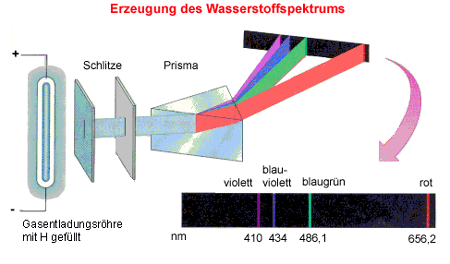 Erzeugung des Wasserstoffspektrums
+
Schlitze
Prisma
-
Gasentladungsröhre
mit H gefüllt
violett
blau-
violett
blaugrün
rot
nm
410
434
486,1
656,2